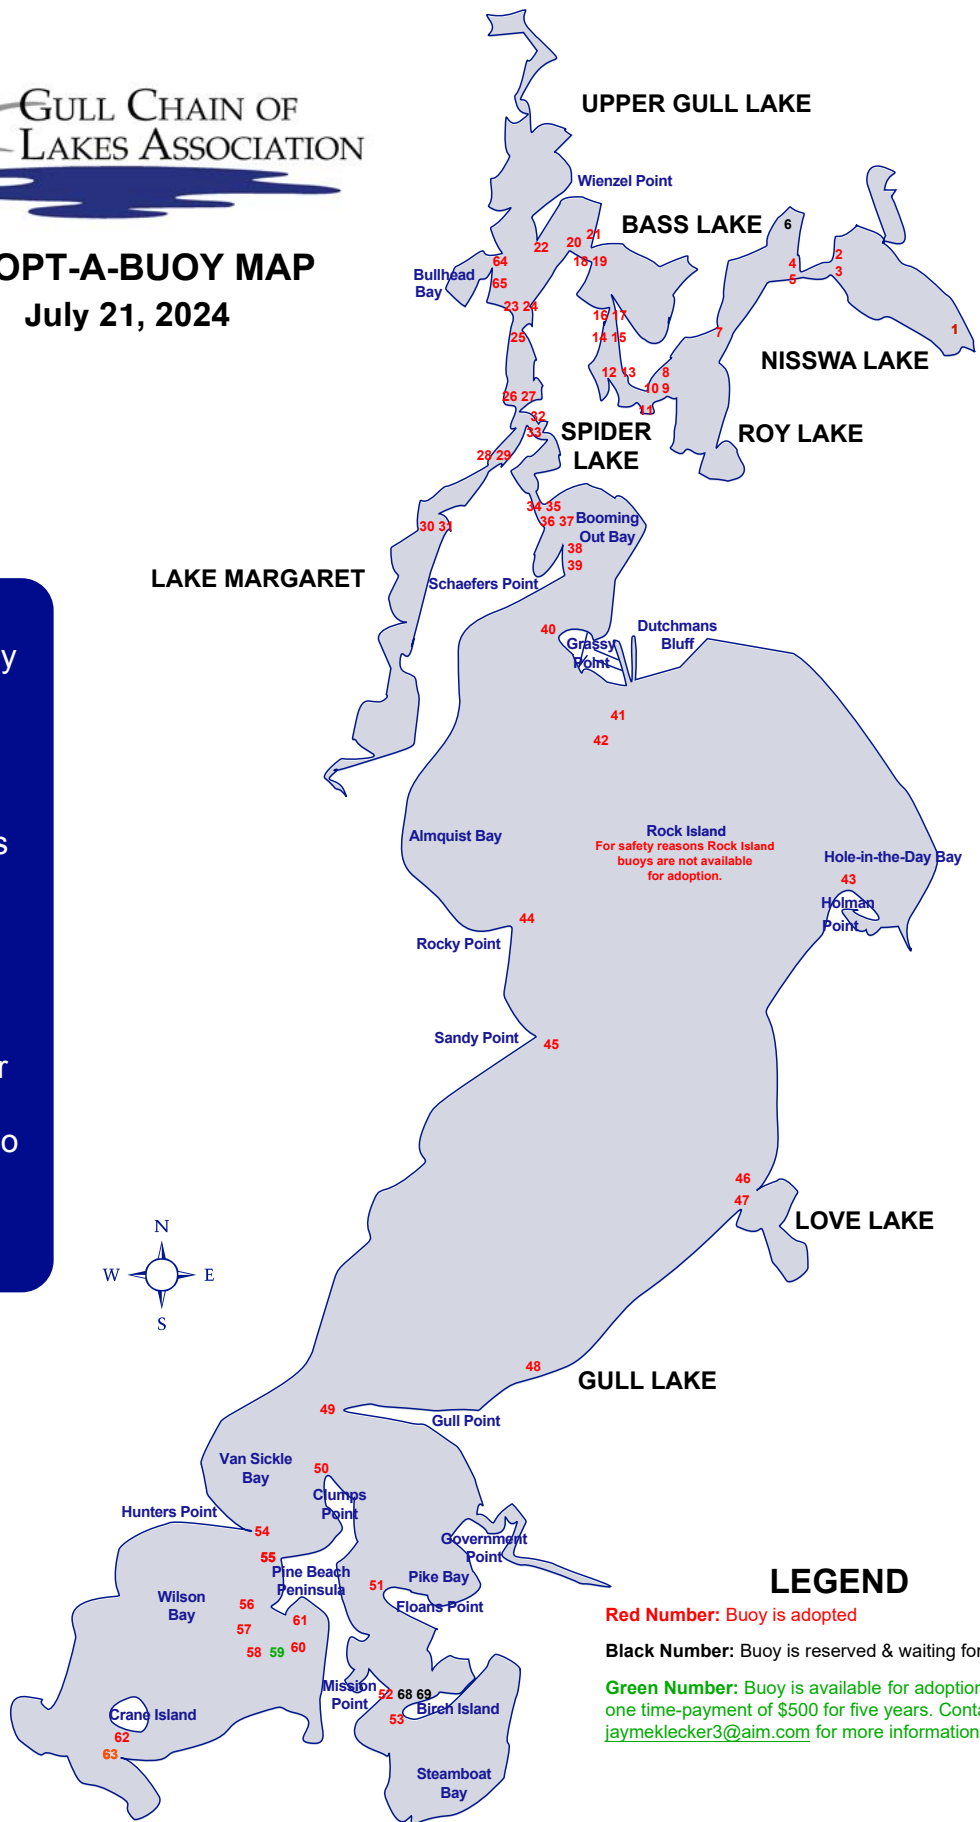 GULL CHAIN OF
LAKES ASSOCIATION
OPT-A-BUOY MAP
July 21, 2024
y
s
r
o
UPPER GULL LAKE
Wienzel Point
BASS LAKE
6
21
20
22
18 19
64
Bullhead
Bay
65
2
4
3
5
23 24
16 17
1
7
25
14 15
NISSWA LAKE
12 13
8
10 9
26 27
11
32
33
SPIDER
LAKE
ROY LAKE
28 29
34 35
36 37
Booming
Out Bay
30 31
38
39
LAKE MARGARET
Schaefers Point
40
Dutchmans
Bluff
Grassy
Point
41
42
Almquist Bay
Rock Island
For safety reasons Rock Island
buoys are not available
for adoption.
Hole-in-the-Day Bay
43
Holman
Point
44
Rocky Point
Sandy Point
45
46
47
LOVE LAKE
N
W E
S
48
GULL LAKE
49
Gull Point
Van Sickle
Bay
50
Clumps
Point
Hunters Point
54
Government
Point
55
Pine Beach
Peninsula
51
Pike Bay
Floans Point
Wilson
Bay
56
57
61
58 59 60
Mission
Point
52 68 69
53
Birch Island
Crane Island
62
63
Steamboat
Bay
LEGEND
Red Number: Buoy is adopted
Black Number: Buoy is reserved & waiting for
Green Number: Buoy is available for adoption
one time-payment of $500 for five years. Conta
jaymeklecker3@aim.com for more information